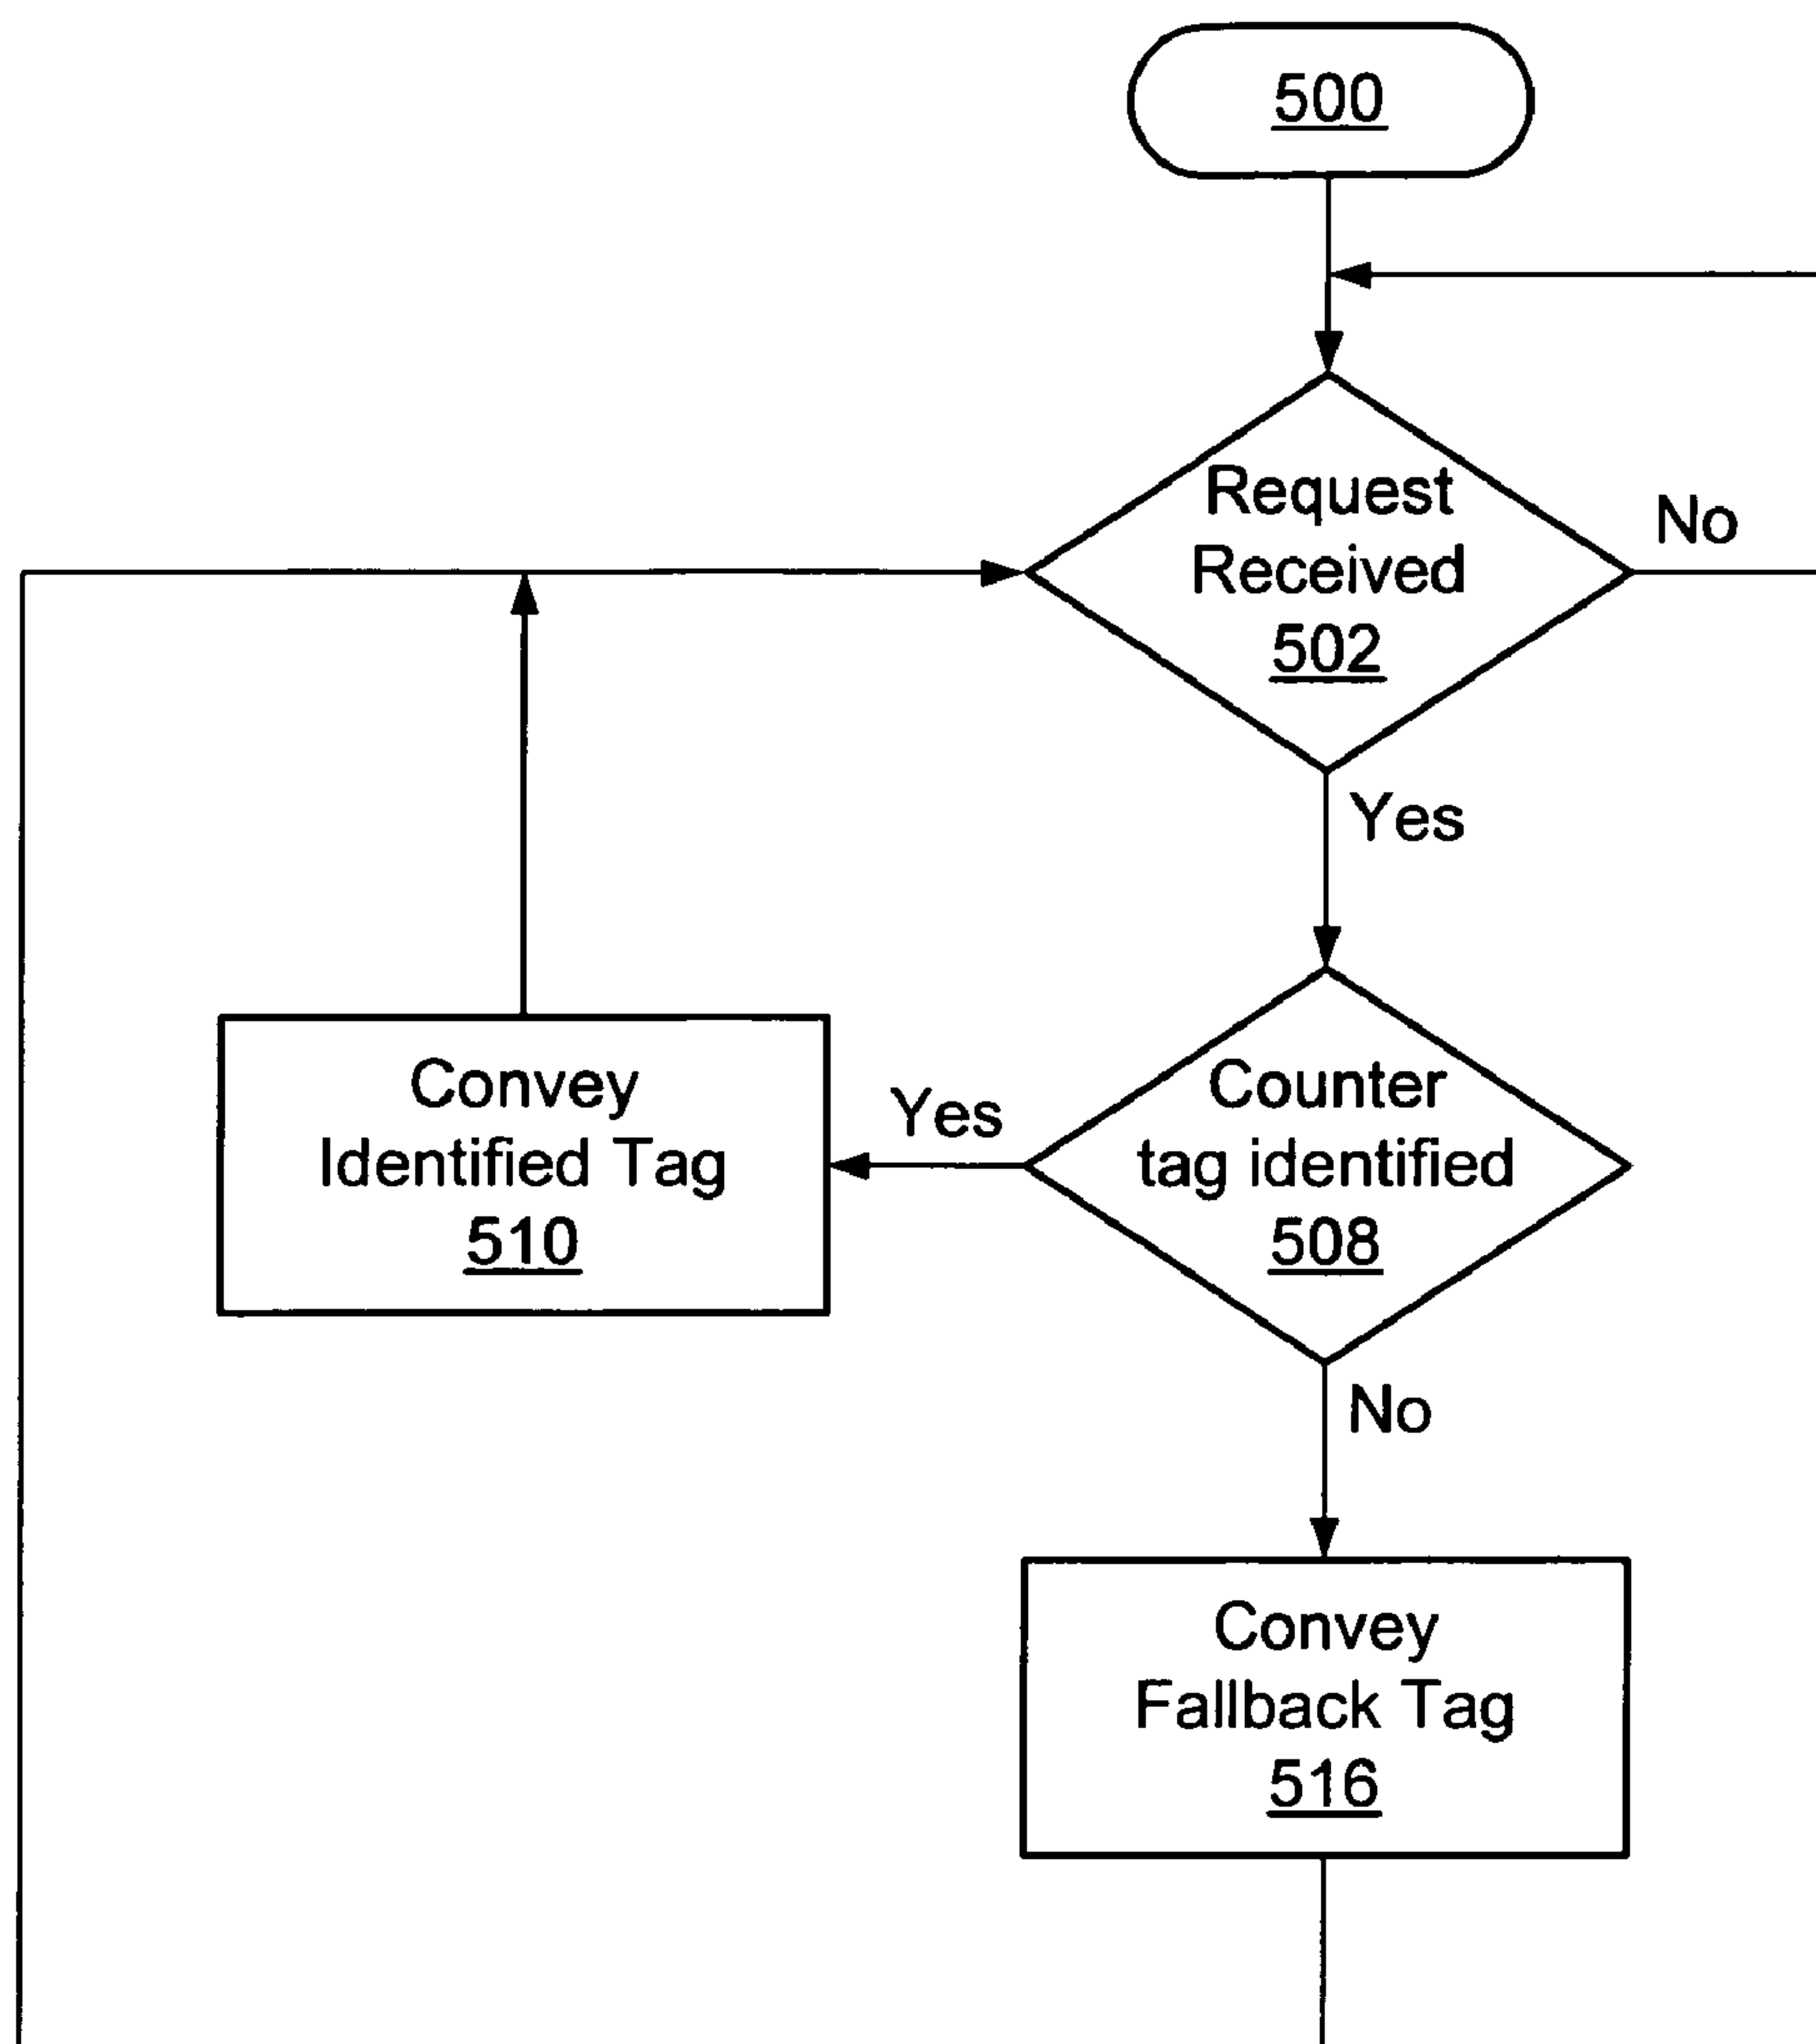 500
Request
Received
502
No
Yes
Counter
tag identified
508
Yes
Convey
Identified Tag
510
No
Convey
Fallback Tag
516